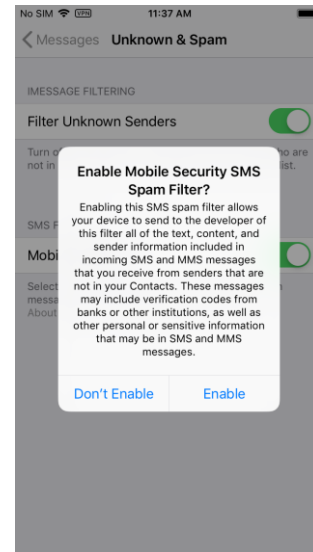 No SIM VPN 11:37 AM
Messages Unknown & Spam
IMESSAGE FILTERING
Filter Unknown Senders
Turn o ho are
not in list.
Enable Mobile Security SMS
Spam Filter?
Enabling this SMS spam filter allows
your device to send to the developer of
this filter all of the text, content, and
sender information included in
incoming SMS and MMS messages
that you receive from senders that are
not in your Contacts. These messages
may include verification codes from
banks or other institutions, as well as
other personal or sensitive information
that may be in SMS and MMS
messages.
SMS F
Mobi
Select
messa
About
Don't Enable Enable